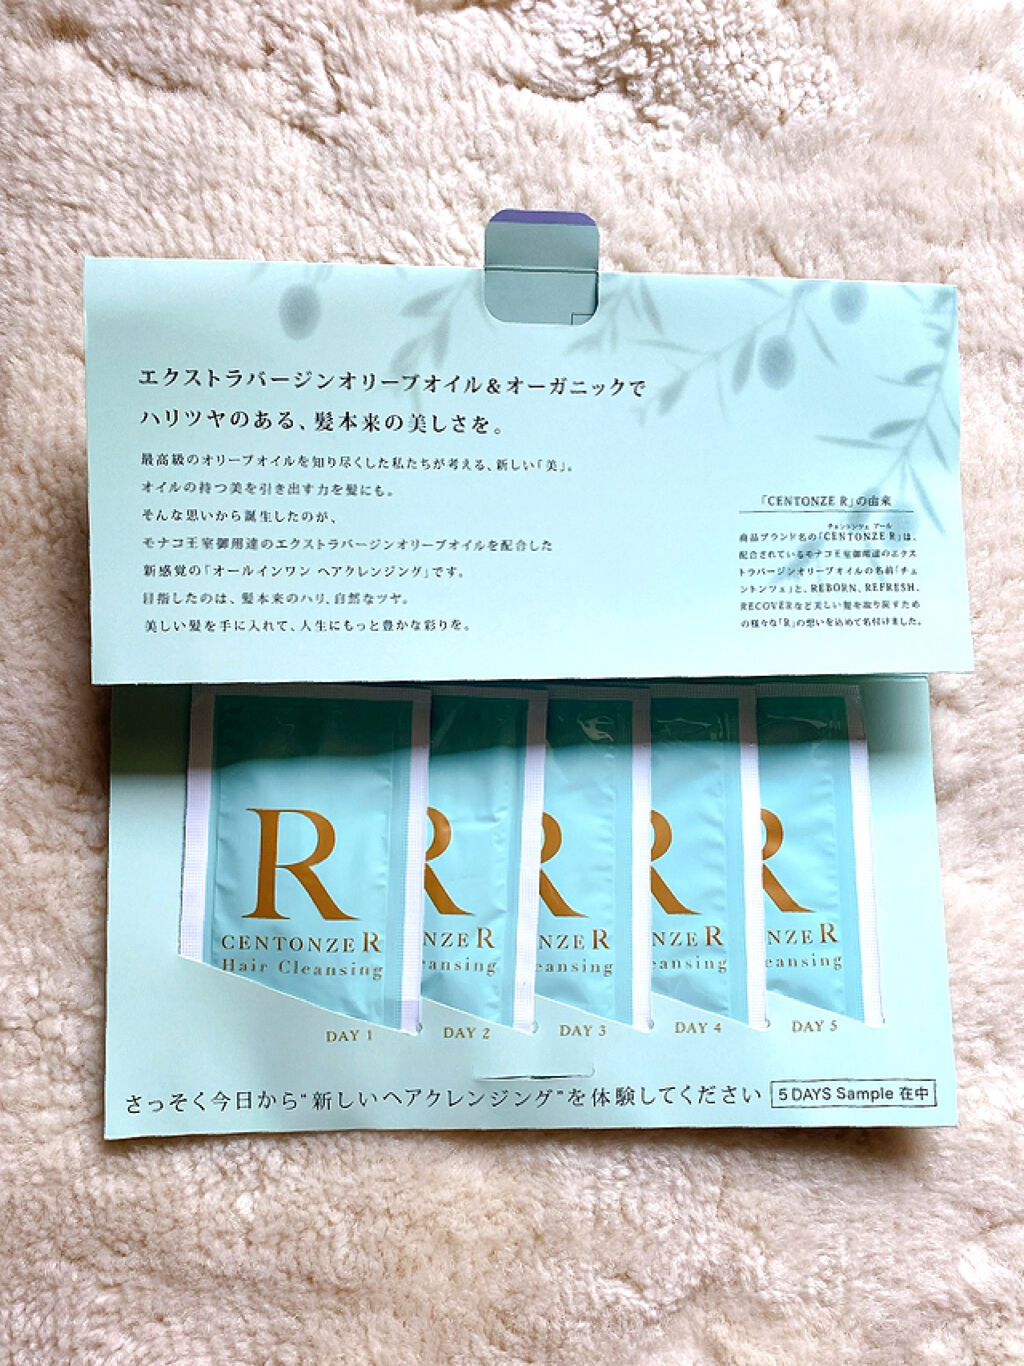 エクストラバージンオリーブオイル&オーガニックで
ハリツヤのある、髪本来の美しさを。
最高級のオリーブオイルを知り尽くした私たちが考える、新しい「美」。
オイルの持つ美を引き出す力を髪にも。
そんな思いから誕生したのが、
モナコ王室御用達のエクストラバージンオリーブオイルを配合した
新感覚の「オールインワン ヘアクレンジング」です。
目指したのは、髪本来のハリ、自然なツヤ。
美しい髪を手に入れて、人生にもっと豊かな彩りを。
「CENTONZE R」の由来
チェントンツェ アール
商品ブランド名の「CENTONZE R」は、
配合されているモナコ王室御用達のエクス
トラバージンオリーブオイルの名前「チェ
ントンツェ」と、REBORN、REFRESH、
RECOVERなど美しい髪を取り戻すため
の様々な「R」の想いを込めて名付けました。
R R R R R
CENTONZE R NZE R NZE R NZE R NZE R
Hair Cleansing eansing eansing eansing eansing
DAY 1 DAY 2 DAY 3 DAY 4 DAY 5
さっそく今日から“新しいヘアクレンジング”を体験してください 5 DAYS Sample 在中